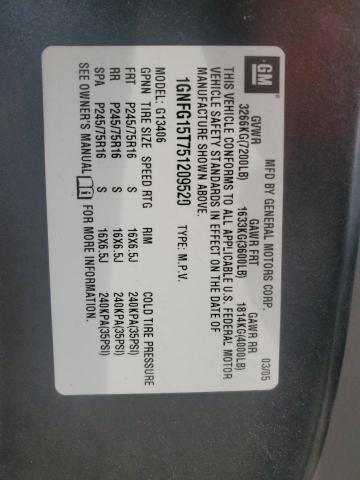 GM
MFD BY GENERAL MOTORS CORP. 03/05
GVWR GAWR FRT GAWR RR
3266KG(7200LB) 1633KG(3600LB) 1814KG(4000LB)
THIS VEHICLE CONFORMS TO ALL APPLICABLE U.S. FEDERAL MOTOR
VEHICLE SAFETY STANDARDS IN EFFECT ON THE DATE OF
MANUFACTURE SHOWN ABOVE.
1GNFG15T751209529 TYPE: M.P.V.
MODEL: G13406
GPNN TIRE SIZE SPEED RTG RIM COLD TIRE PRESSURE
FRT P245/75R16 S 16X6.5J 240KPA(35PSI)
RR P245/75R16 S 16X6.5J 240KPA(35PSI)
SPA P245/75R16 S 16X6.5J 240KPA(35PSI)
SEE OWNER'S MANUAL FOR MORE INFORMATION.